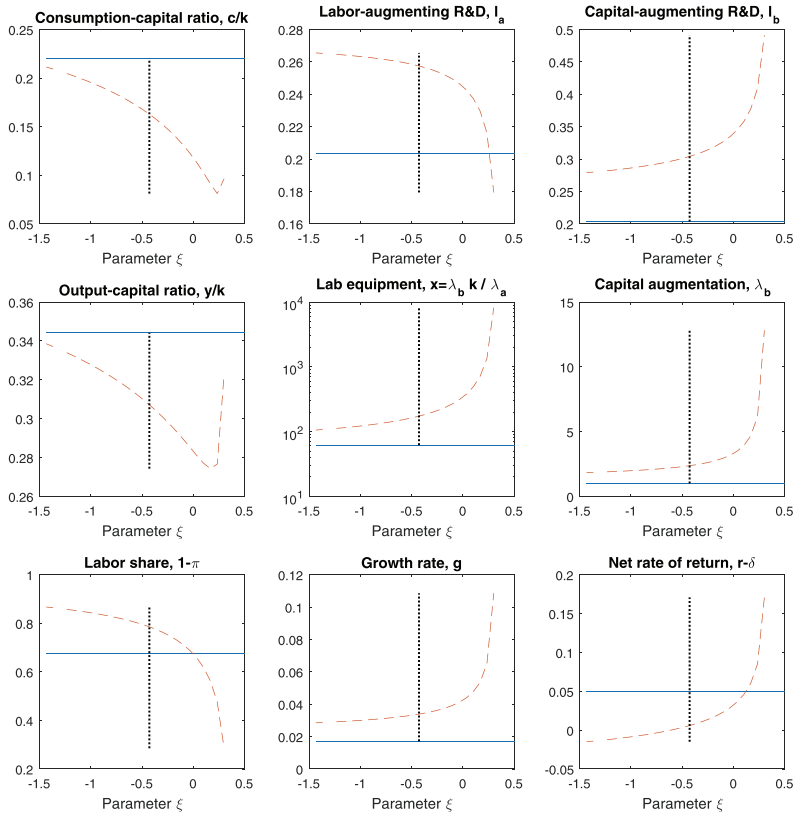 Consumption-capital ratio, c/k
0.25
0.2
0.15
0.1
0.05
-1.5 -1 -0.5 0 0.5
Parameter ξ
Labor-augmenting R&D, l_a
0.28
0.26
0.24
0.22
0.2
0.18
0.16
-1.5 -1 -0.5 0 0.5
Parameter ξ
Capital-augmenting R&D, l_b
0.5
0.45
0.4
0.35
0.3
0.25
0.2
-1.5 -1 -0.5 0 0.5
Parameter ξ
Output-capital ratio, y/k
0.36
0.34
0.32
0.3
0.28
0.26
-1.5 -1 -0.5 0 0.5
Parameter ξ
Lab equipment, x=λ_b k / λ_a
10^4
10^3
10^2
10^1
-1.5 -1 -0.5 0 0.5
Parameter ξ
Capital augmentation, λ_b
15
10
5
0
-1.5 -1 -0.5 0 0.5
Parameter ξ
Labor share, 1-π
1
0.8
0.6
0.4
0.2
-1.5 -1 -0.5 0 0.5
Parameter ξ
Growth rate, g
0.12
0.1
0.08
0.06
0.04
0.02
0
-1.5 -1 -0.5 0 0.5
Parameter ξ
Net rate of return, r-δ
0.2
0.15
0.1
0.05
0
-0.05
-1.5 -1 -0.5 0 0.5
Parameter ξ